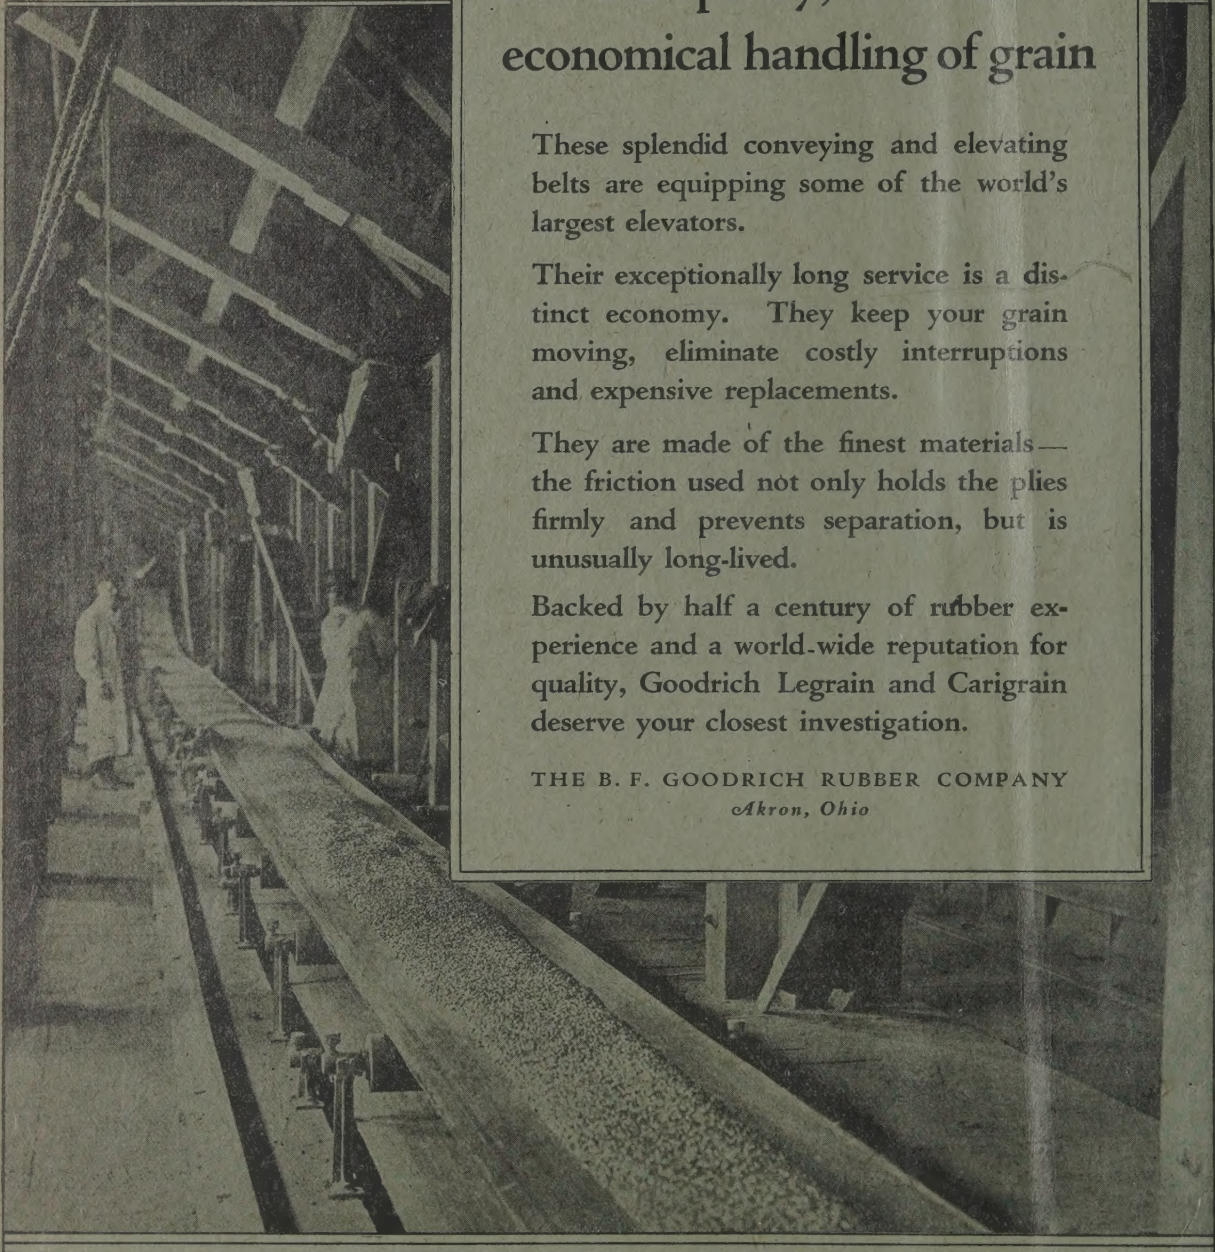 economical handling of grain
These splendid conveying and elevating
belts are equipping some of the world's
largest elevators.
Their exceptionally long service is a dis-
tinct economy. They keep your grain
moving, eliminate costly interruptions
and expensive replacements.
They are made of the finest materials—
the friction used not only holds the plies
firmly and prevents separation, but is
unusually long-lived.
Backed by half a century of rubber ex-
perience and a world-wide reputation for
quality, Goodrich Legrain and Carigrain
deserve your closest investigation.
THE B. F. GOODRICH RUBBER COMPANY
Akron, Ohio